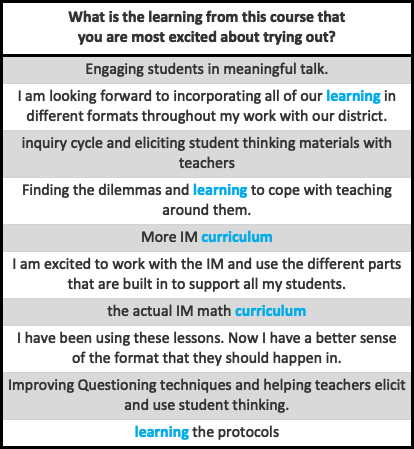 What is the learning from this course that
you are most excited about trying out?
Engaging students in meaningful talk.
I am looking forward to incorporating all of our learning in
different formats throughout my work with our district.
inquiry cycle and eliciting student thinking materials with
teachers
Finding the dilemmas and learning to cope with teaching
around them.
More IM curriculum
I am excited to work with the IM and use the different parts
that are built in to support all my students.
the actual IM math curriculum
I have been using these lessons. Now I have a better sense
of the format that they should happen in.
Improving Questioning techniques and helping teachers elicit
and use student thinking.
learning the protocols